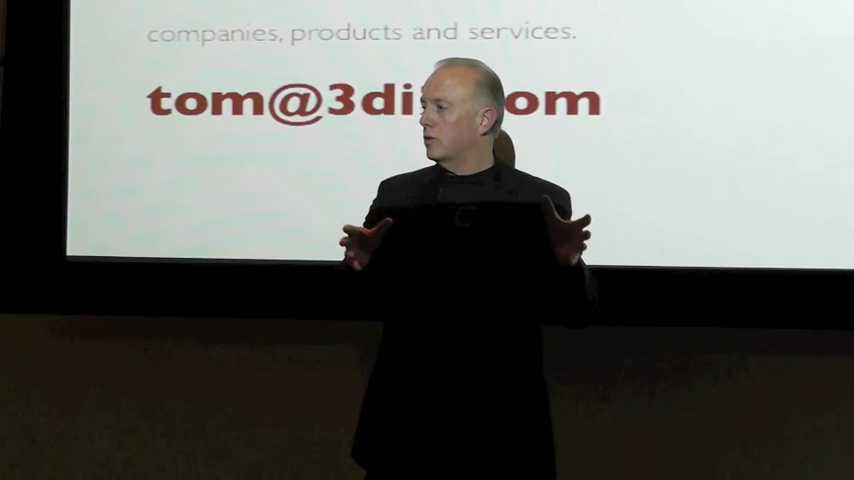 companies, products and services.
tom@3di om